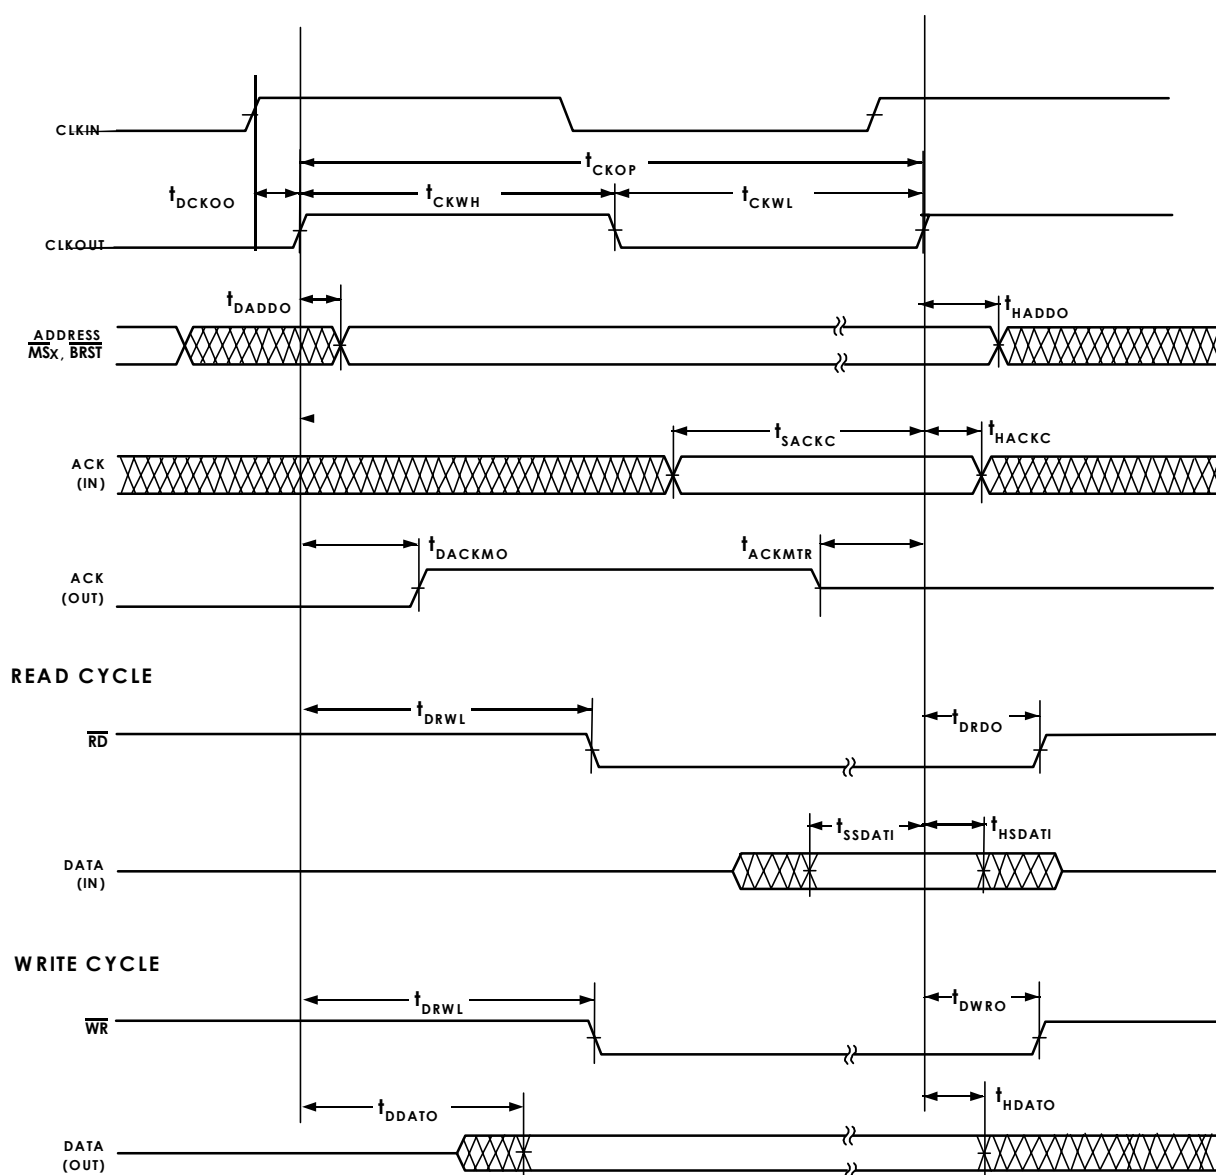 CLKIN
tCKOP
tDCKOO
tCKWH
tCKWL
CLKOUT
tDADDO
tHADDO
ADDRESS
MSx, BRST
tSACKC
tHACKC
ACK
(IN)
tDACKMO
tACKMTR
ACK
(OUT)
READ CYCLE
tDRWL
tDRDO
RD
tSSDATI
tHSDATI
DATA
(IN)
WRITE CYCLE
tDRWL
tDWRO
WR
tDDATO
tHDATO
DATA
(OUT)